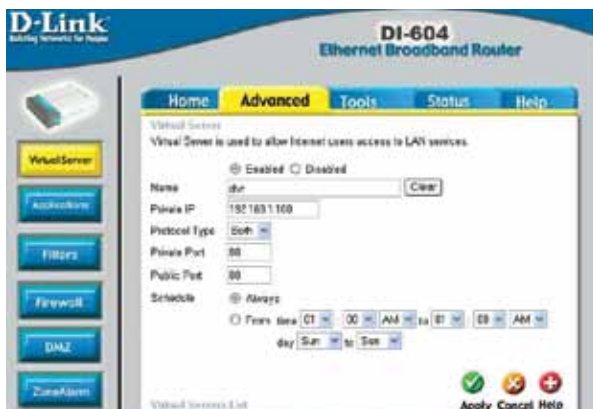 D-Link
Building Networks for People
DI-604
Ethernet Broadband Router
Home Advanced Tools Status Help
Virtual Server
Virtual Server is used to allow Internet users access to LAN services.
Virtual Server
Enabled Disabled
Name dvr Clear
Applications
Private IP 192.168.1.100
Protocol Type Both
Filters
Private Port 80
Public Port 80
Firewall
Schedule Always
From time 01 : 00 AM to 01 : 00 AM
day Sun to Sun
DMZ
ZoneAlarm
Virtual Servers List
Apply Cancel Help